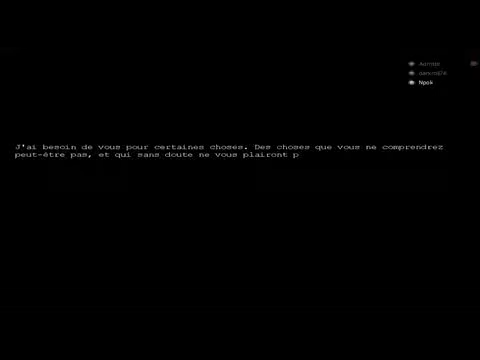 Npok
J'ai besoin de vous pour certaines choses. Des choses que vous ne comprendrez
peut-être pas, et qui sans doute ne vous plairont p